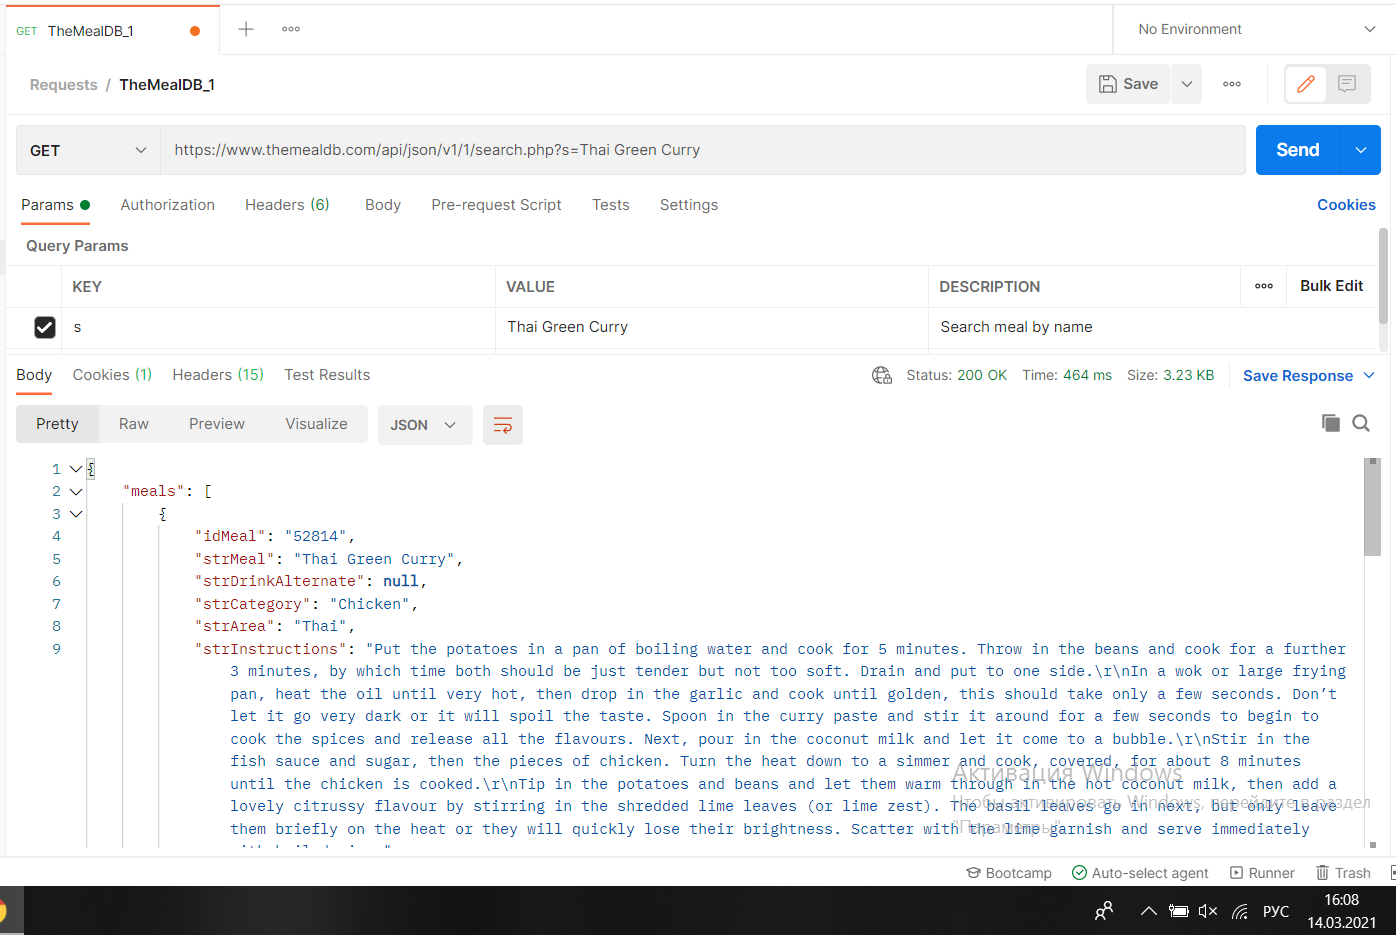 GET TheMealDB_1
No Environment
Requests / TheMealDB_1
Save
GET
https://www.themealdb.com/api/json/v1/1/search.php?s=Thai Green Curry
Send
Params Authorization Headers (6) Body Pre-request Script Tests Settings Cookies
Query Params
KEY VALUE DESCRIPTION Bulk Edit
s Thai Green Curry Search meal by name
Body Cookies (1) Headers (15) Test Results Status: 200 OK Time: 464 ms Size: 3.23 KB Save Response
Pretty Raw Preview Visualize JSON
1 {
2 "meals": [
3 {
4 "idMeal": "52814",
5 "strMeal": "Thai Green Curry",
6 "strDrinkAlternate": null,
7 "strCategory": "Chicken",
8 "strArea": "Thai",
9 "strInstructions": "Put the potatoes in a pan of boiling water and cook for 5 minutes. Throw in the beans and cook for a further
3 minutes, by which time both should be just tender but not too soft. Drain and put to one side.\r\nIn a wok or large frying
pan, heat the oil until very hot, then drop in the garlic and cook until golden, this should take only a few seconds. Don’t
let it go very dark or it will spoil the taste. Spoon in the curry paste and stir it around for a few seconds to begin to
cook the spices and release all the flavours. Next, pour in the coconut milk and let it come to a bubble.\r\nStir in the
fish sauce and sugar, then the pieces of chicken. Turn the heat down to a simmer and cook, covered, for about 8 minutes
until the chicken is cooked.\r\nTip in the potatoes and beans and let them warm through in the hot coconut milk, then add a
lovely citrussy flavour by stirring in the shredded lime leaves (or lime zest). The basil leaves go in next, but only leave
them briefly on the heat or they will quickly lose their brightness. Scatter with the lime garnish and serve immediately
Активация Windows
Чтобы активировать Windows, перейдите в раздел
"Параметры".
Bootcamp Auto-select agent Runner Trash
РУС
16:08
14.03.2021